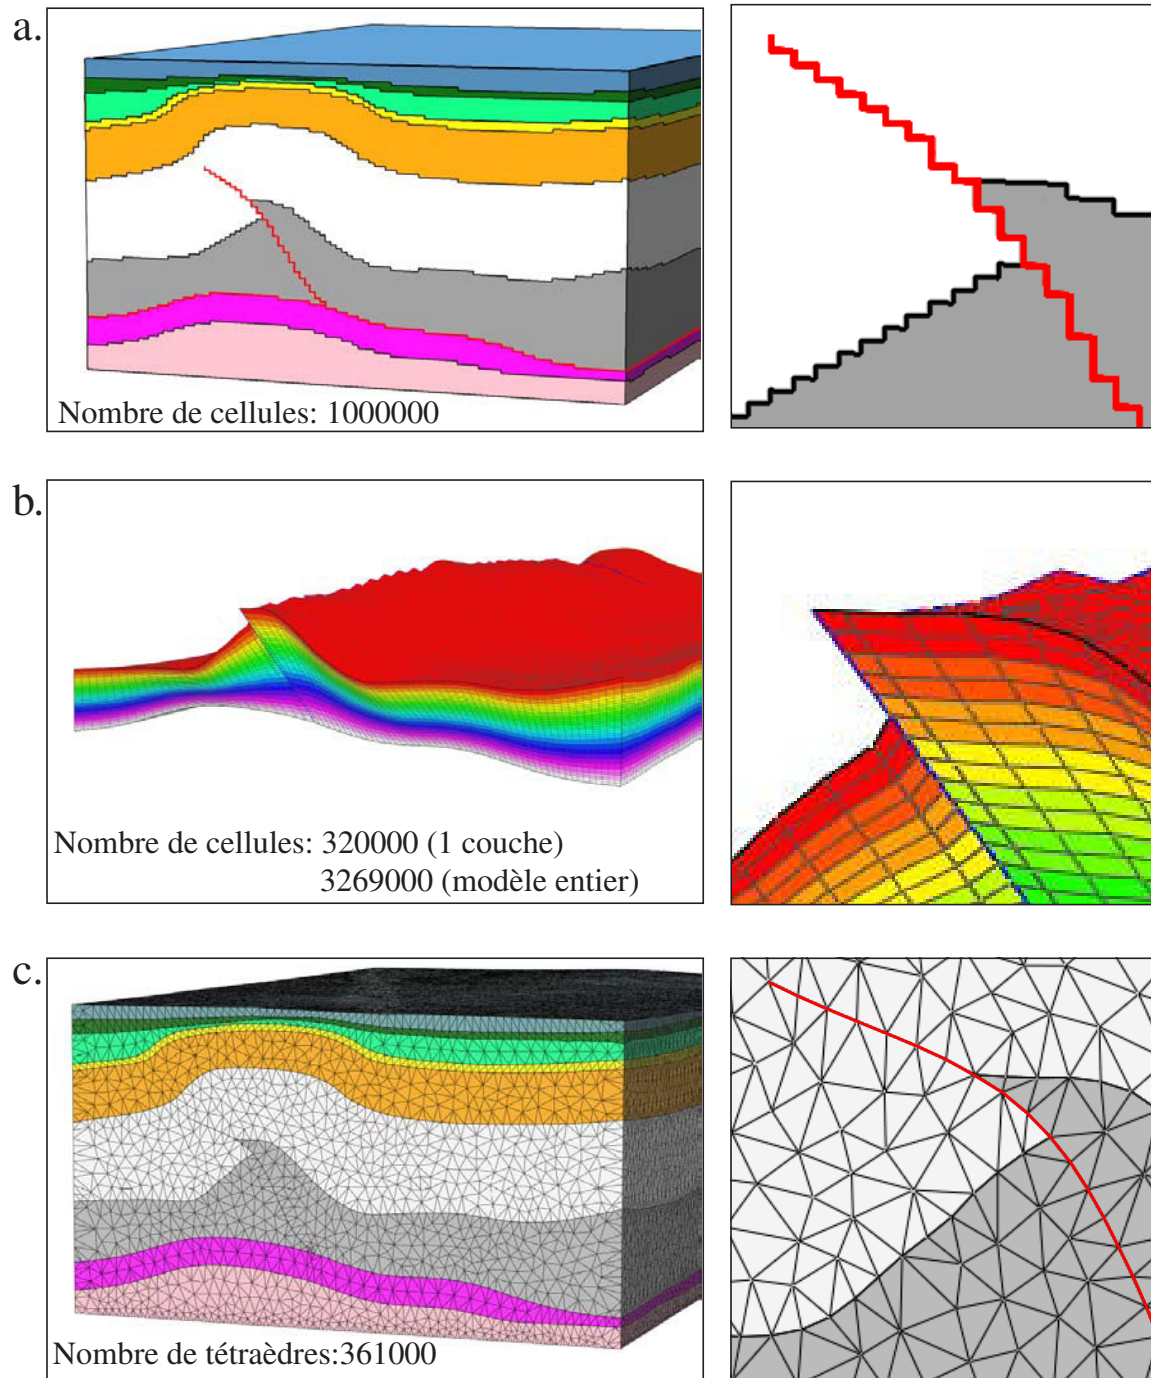 a.
Nombre de cellules: 1000000
b.
Nombre de cellules: 320000 (1 couche)
3269000 (modèle entier)
c.
Nombre de tétraèdres:361000